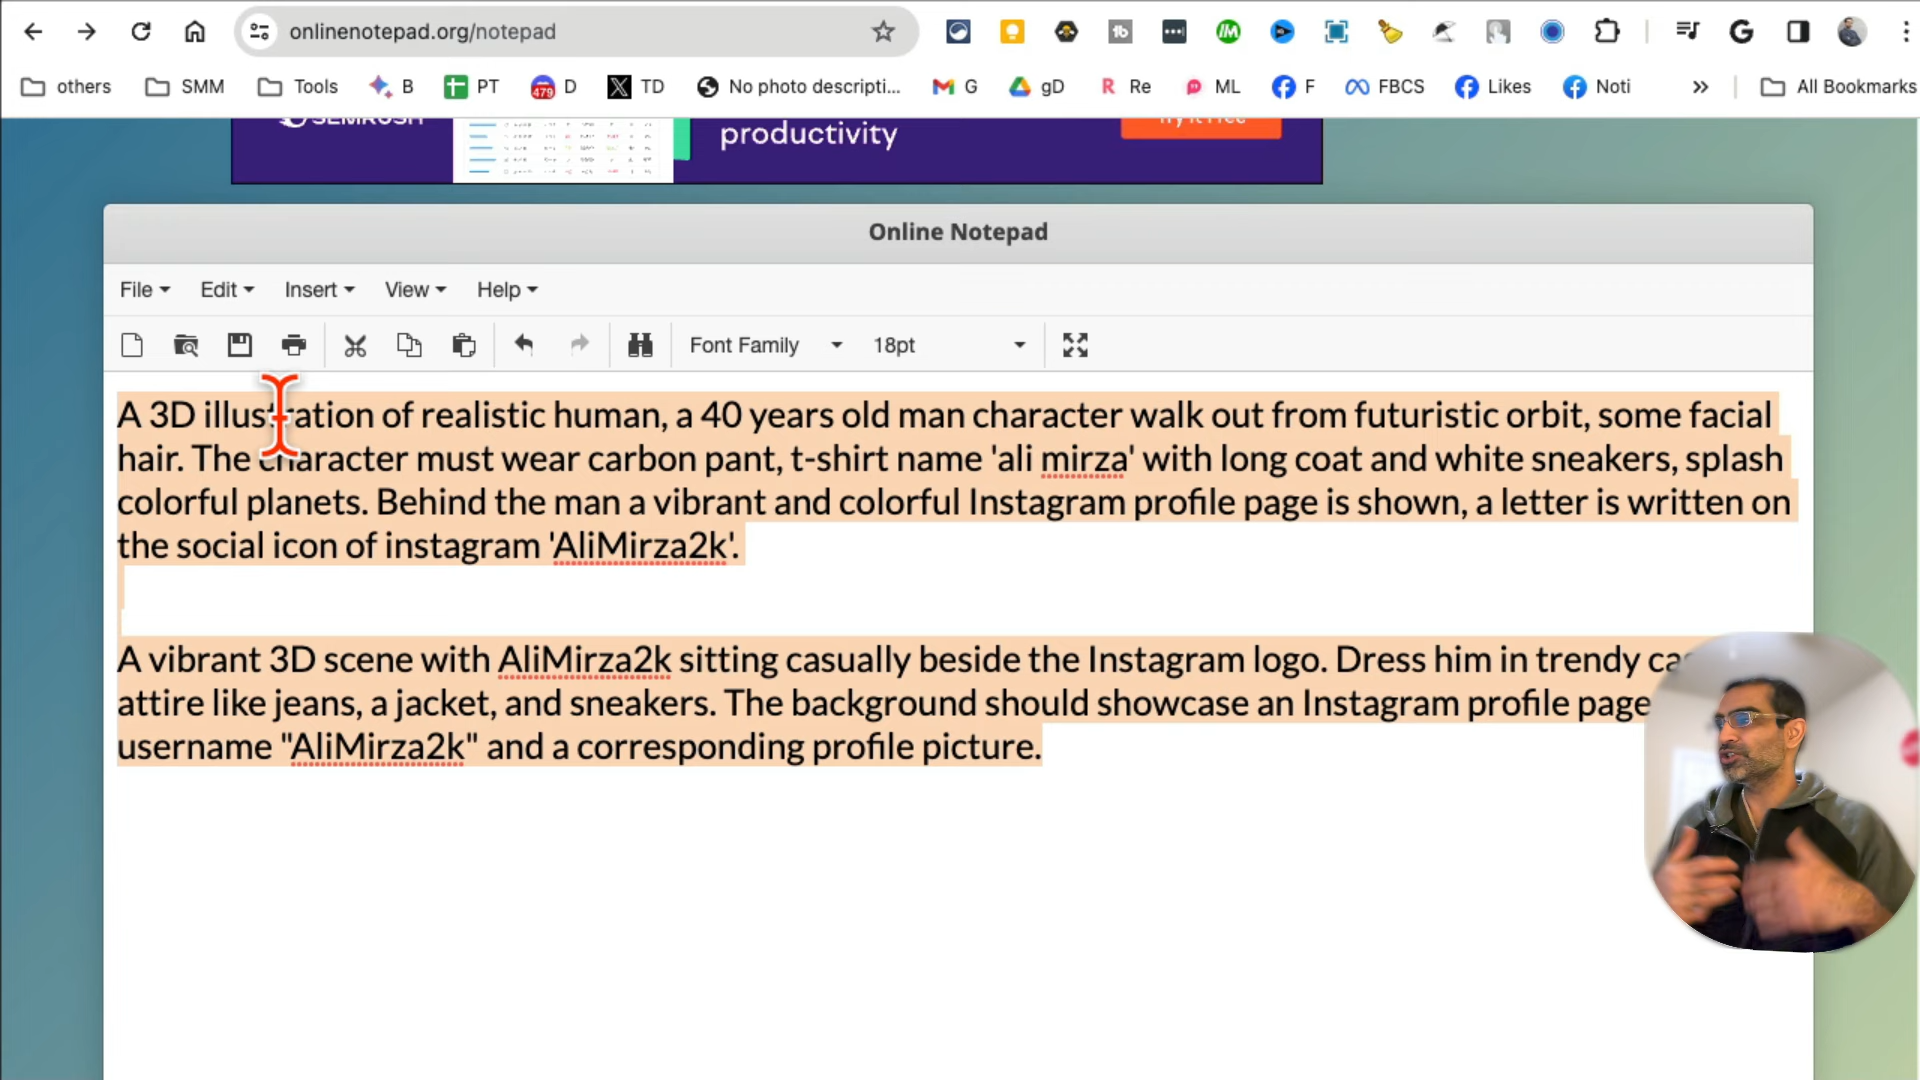 onlinenotepad.org/notepad
others SMM Tools B PT 479 D TD No photo descripti... G gD Re ML F FBCS Likes Noti » All Bookmarks
SEMRUSH
productivity
Try it Free
Online Notepad
File Edit Insert View Help
Font Family 18pt
A 3D illustration of realistic human, a 40 years old man character walk out from futuristic orbit, some facial
hair. The character must wear carbon pant, t-shirt name 'ali mirza' with long coat and white sneakers, splash
colorful planets. Behind the man a vibrant and colorful Instagram profile page is shown, a letter is written on
the social icon of instagram 'AliMirza2k'.
A vibrant 3D scene with AliMirza2k sitting casually beside the Instagram logo. Dress him in trendy
attire like jeans, a jacket, and sneakers. The background should showcase an Instagram profile page
username "AliMirza2k" and a corresponding profile picture.